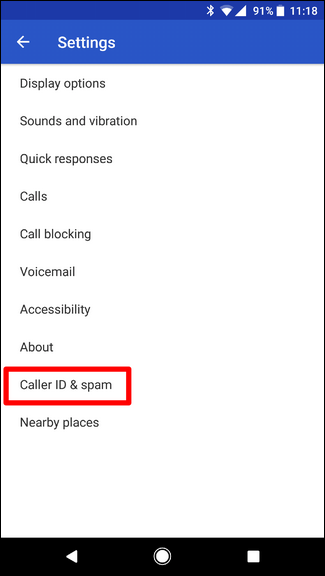 91% 11:18
Settings
Display options
Sounds and vibration
Quick responses
Calls
Call blocking
Voicemail
Accessibility
About
Caller ID & spam
Nearby places